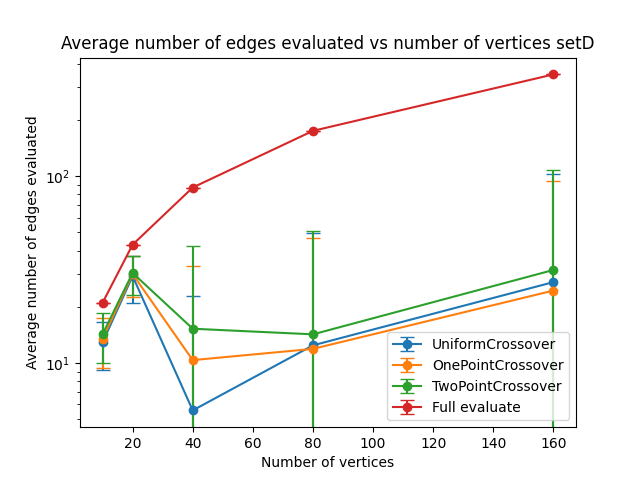 Average number of edges evaluated vs number of vertices setD
Average number of edges evaluated
10²
10¹
UniformCrossover
OnePointCrossover
TwoPointCrossover
Full evaluate
20 40 60 80 100 120 140 160
Number of vertices